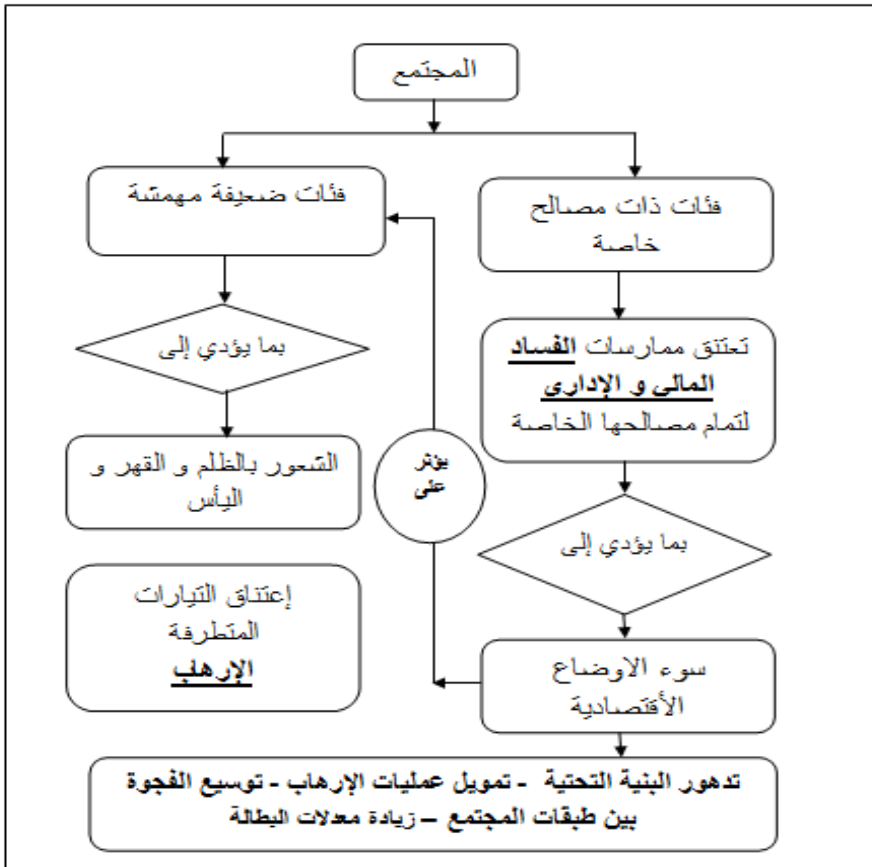 المجتمع
فئات ذات مصالح
خاصة
فئات ضعيفة مهمشة
تعتنق ممارسات الفساد
المالي و الإداري
لتمام مصالحها الخاصة
بما يؤدي إلى
الشعور بالظلم و القهر و
اليأس
يؤثر
على
بما يؤدي إلى
إعتناق التيارات
المتطرفة
الإرهاب
سوء الاوضاع
الأقتصادية
تدهور البنية التحتية - تمويل عمليات الإرهاب - توسيع الفجوة
بين طبقات المجتمع – زيادة معدلات البطالة